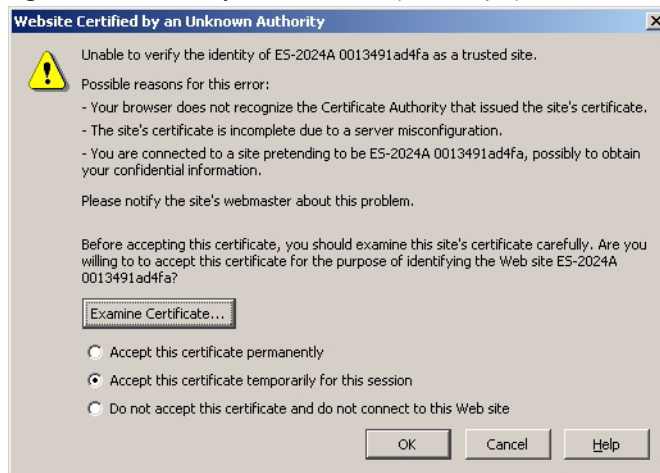 Website Certified by an Unknown Authority
Unable to verify the identity of ES-2024A 0013491ad4fa as a trusted site.
Possible reasons for this error:
- Your browser does not recognize the Certificate Authority that issued the site's certificate.
- The site's certificate is incomplete due to a server misconfiguration.
- You are connected to a site pretending to be ES-2024A 0013491ad4fa, possibly to obtain
your confidential information.
Please notify the site's webmaster about this problem.
Before accepting this certificate, you should examine this site's certificate carefully. Are you
willing to to accept this certificate for the purpose of identifying the Web site ES-2024A
0013491ad4fa?
Examine Certificate...
Accept this certificate permanently
Accept this certificate temporarily for this session
Do not accept this certificate and do not connect to this Web site
OK Cancel Help